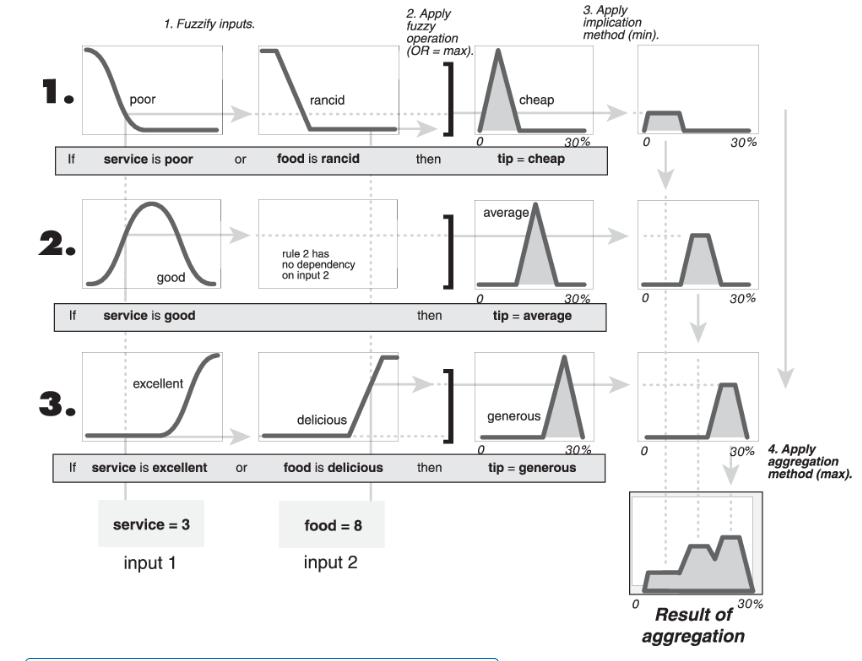 1. Fuzzify inputs.
2. Apply
fuzzy
operation
(OR = max).
3. Apply
implication
method (min).
1.
poor
rancid
cheap
0 30%
0 30%
If service is poor or food is rancid then tip = cheap
2.
good
rule 2 has
no dependency
on input 2
average
0 30%
0 30%
If service is good then tip = average
3.
excellent
delicious
generous
0 30%
0 30%
If service is excellent or food is delicious then tip = generous
4. Apply
aggregation
method (max).
service = 3
food = 8
input 1
input 2
0 30%
Result of
aggregation